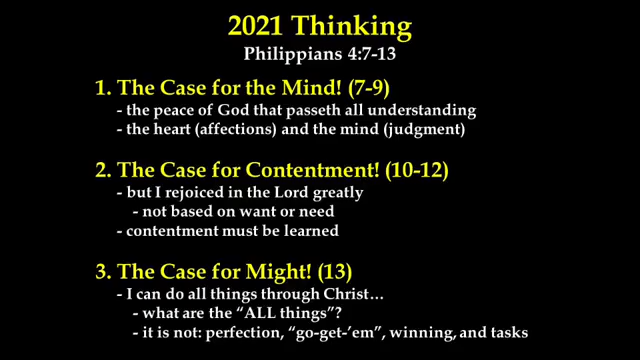 2021 Thinking
Philippians 4:7-13
1. The Case for the Mind! (7-9)
- the peace of God that passeth all understanding
- the heart (affections) and the mind (judgment)
2. The Case for Contentment! (10-12)
- but I rejoiced in the Lord greatly
- not based on want or need
- contentment must be learned
3. The Case for Might! (13)
- I can do all things through Christ…
- what are the “ALL things”?
- it is not: perfection, “go-get-’em”, winning, and tasks